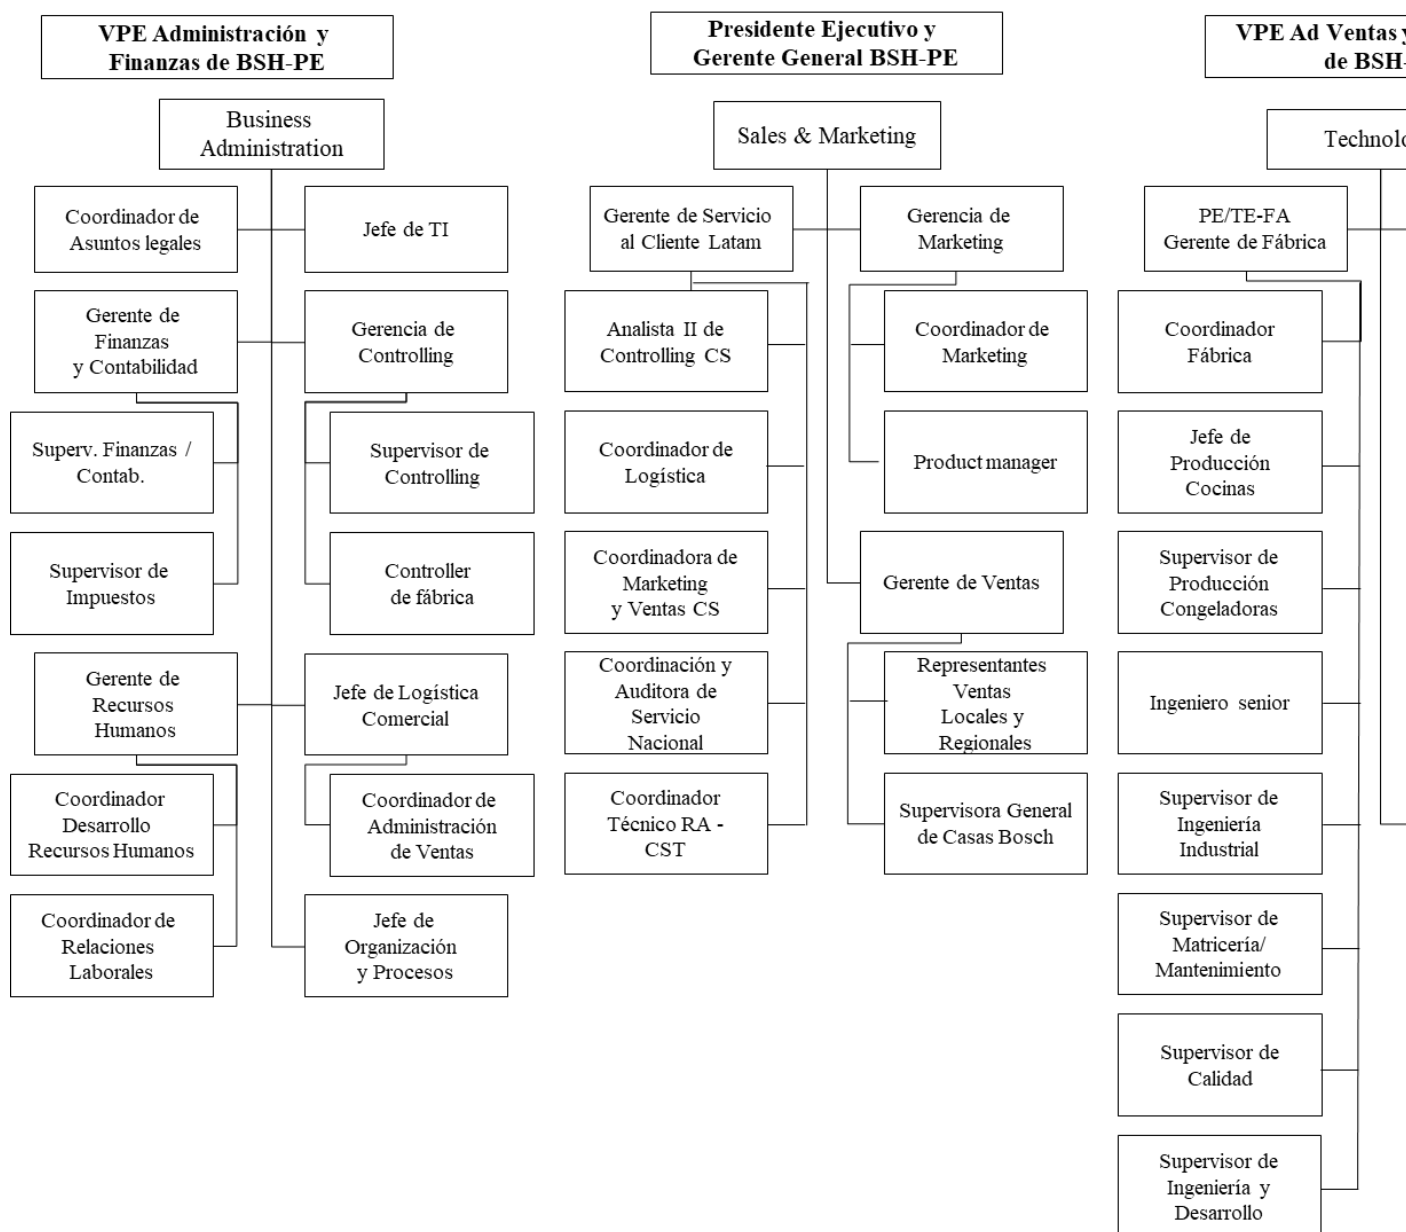 VPE Administración y
Finanzas de BSH-PE
Business
Administration
Coordinador de
Asuntos legales
Jefe de TI
Gerente de
Finanzas
y Contabilidad
Gerencia de
Controlling
Superv. Finanzas /
Contab.
Supervisor de
Controlling
Supervisor de
Impuestos
Controller
de fábrica
Gerente de
Recursos
Humanos
Jefe de Logística
Comercial
Coordinador
Desarrollo
Recursos Humanos
Coordinador de
Administración
de Ventas
Coordinador de
Relaciones
Laborales
Jefe de
Organización
y Procesos
Presidente Ejecutivo y
Gerente General BSH-PE
Sales & Marketing
Gerente de Servicio
al Cliente Latam
Gerencia de
Marketing
Analista II de
Controlling CS
Coordinador de
Marketing
Coordinador de
Logística
Product manager
Coordinadora de
Marketing
y Ventas CS
Gerente de Ventas
Coordinación y
Auditora de
Servicio
Nacional
Representantes
Ventas
Locales y
Regionales
Coordinador
Técnico RA -
CST
Supervisora General
de Casas Bosch
VPE Ad Ventas y
de BSH-
Technolo
PE/TE-FA
Gerente de Fábrica
Coordinador
Fábrica
Jefe de
Producción
Cocinas
Supervisor de
Producción
Congeladoras
Ingeniero senior
Supervisor de
Ingeniería
Industrial
Supervisor de
Matricería/
Mantenimiento
Supervisor de
Calidad
Supervisor de
Ingeniería y
Desarrollo